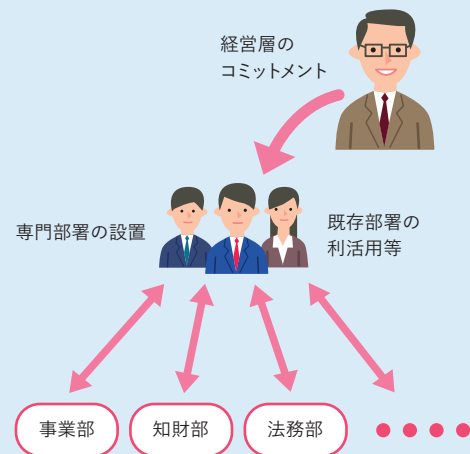 経営層の
コミットメント
専門部署の設置
既存部署の
利活用等
事業部
知財部
法務部